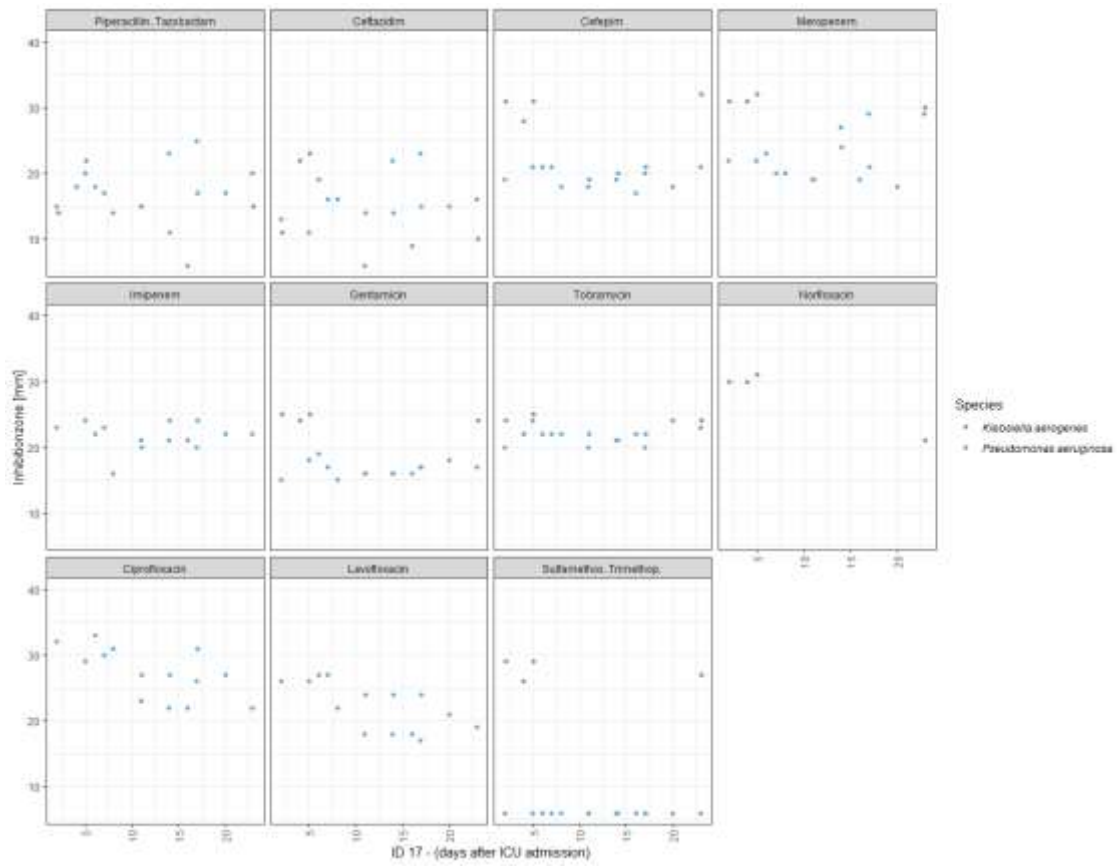 Piperacillin.Tazobactam Ceftazidim Cefepim Meropenem
40
30
20
10
Imipenem Gentamicin Tobramycin Norfloxacin
40
30
20
10
5 10 15 20
Ciprofloxacin Levofloxacin Sulfamethox.Trimethop.
40
30
20
10
5 10 15 20 5 10 15 20 5 10 15 20
Inhibitionzone [mm]
ID 17 - (days after ICU admission)
Species
Klebsiella aerogenes
Pseudomonas aeruginosa